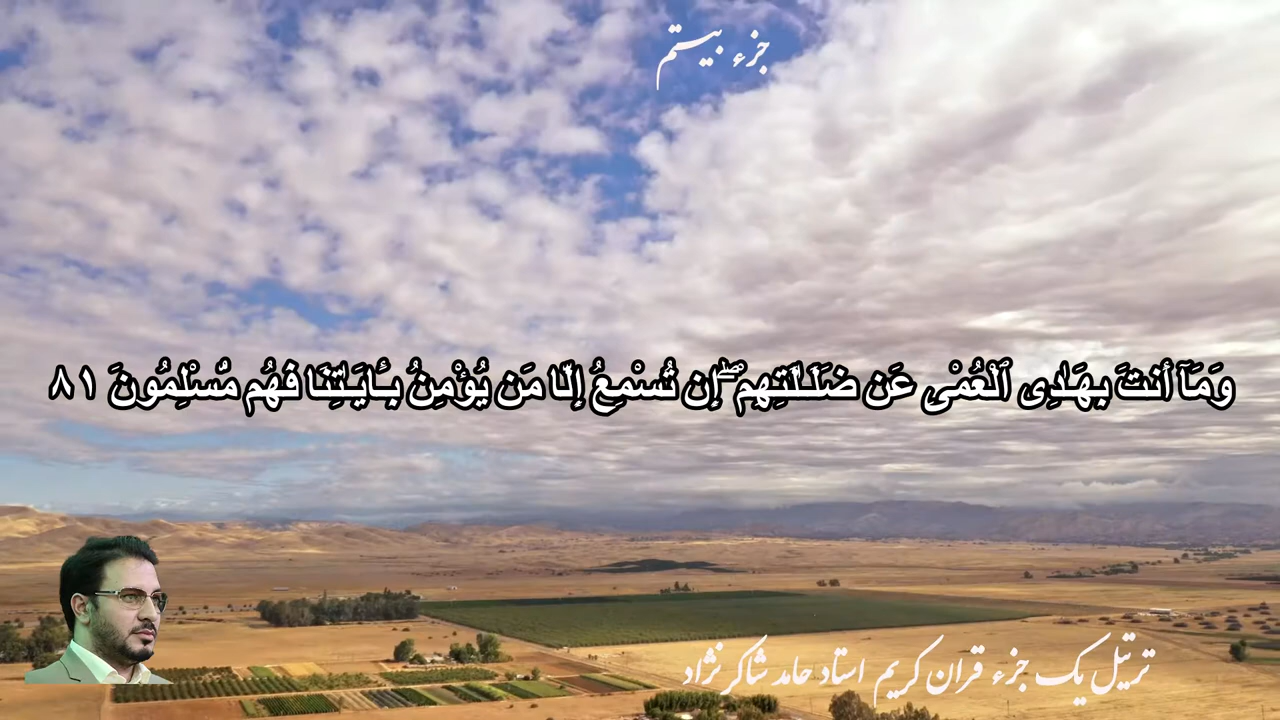 جزء بیستم
وَمَآ أَنتَ بِهَـٰدِى ٱلْعُمْىِ عَن ضَلَـٰلَتِهِمْ ۖ إِن تُسْمِعُ إِلَّا مَن يُؤْمِنُ بِـَٔايَـٰتِنَا فَهُم مُّسْلِمُونَ ٨١
ترتیل یک جزء قران کریم استاد حامد شاکرنژاد